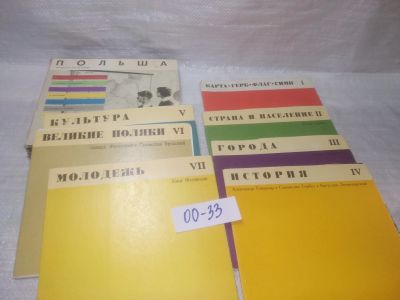 ПОЛЬША
КАРТА·ГЕРБ·ФЛАГ·ГИМН I
КУЛЬТУРА V
СТРАНА И НАСЕЛЕНИЕ II
ВЕЛИКИЕ ПОЛЯКИ VI
ГОРОДА III
МОЛОДЕЖЬ VII
ИСТОРИЯ IV
00-33